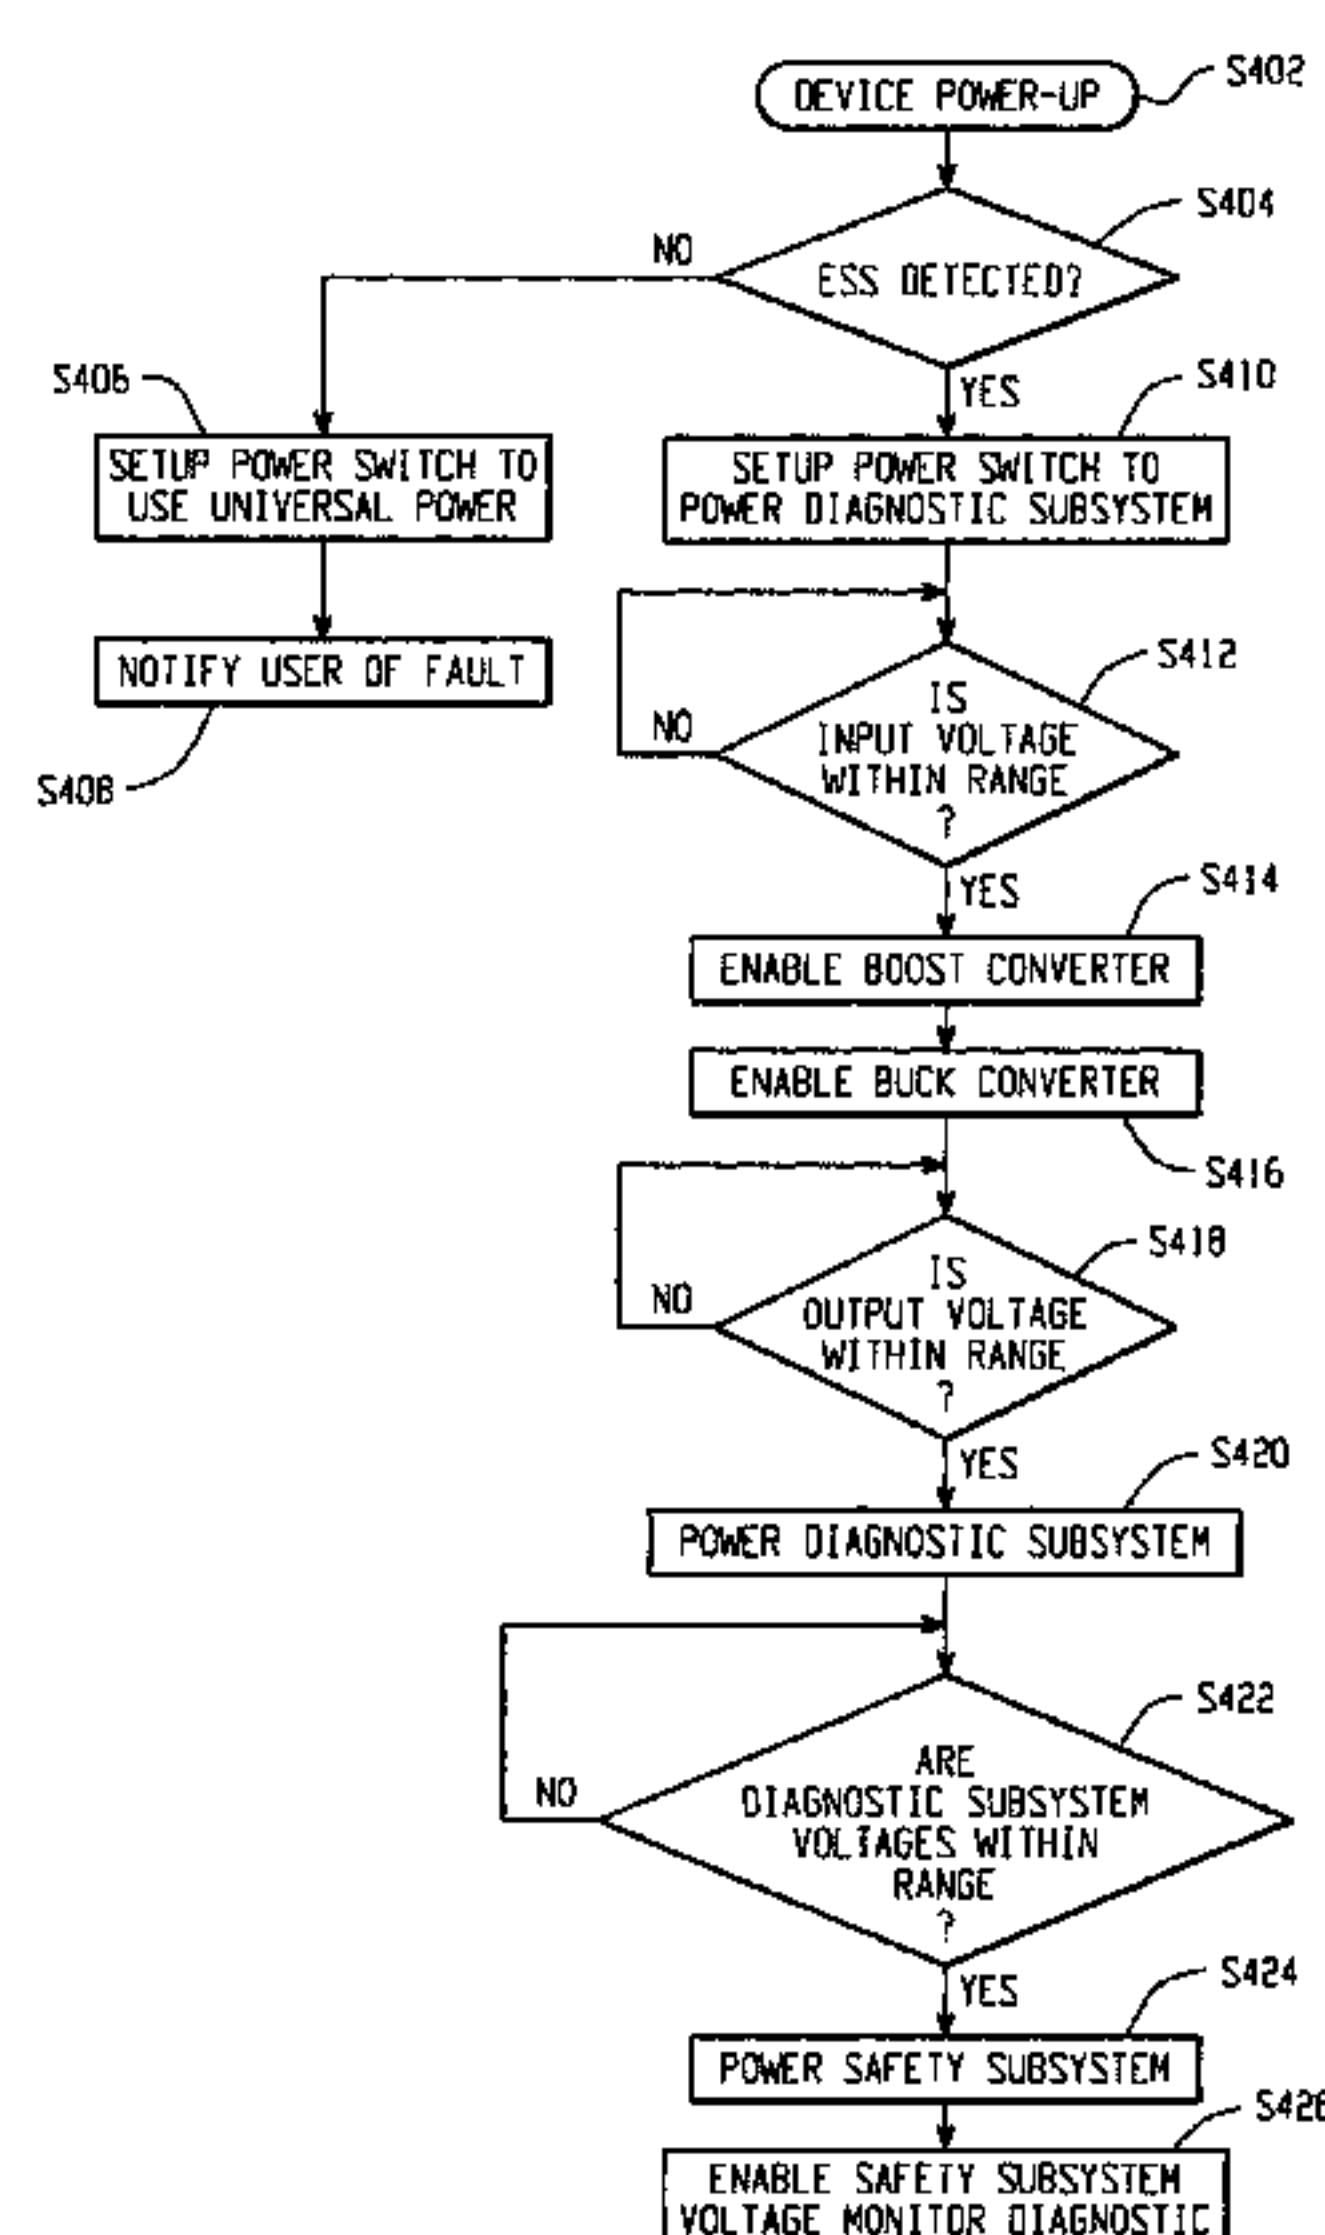 DEVICE POWER-UP
S402
S404
NO
ESS DETECTED?
YES
S406
S410
SETUP POWER SWITCH TO
USE UNIVERSAL POWER
SETUP POWER SWITCH TO
POWER DIAGNOSTIC SUBSYSTEM
NOTIFY USER OF FAULT
S408
S412
NO
IS
INPUT VOLTAGE
WITHIN RANGE
?
YES
S414
ENABLE BOOST CONVERTER
ENABLE BUCK CONVERTER
S416
S418
NO
IS
OUTPUT VOLTAGE
WITHIN RANGE
?
YES
S420
POWER DIAGNOSTIC SUBSYSTEM
S422
NO
ARE
DIAGNOSTIC SUBSYSTEM
VOLTAGES WITHIN
RANGE
?
YES
S424
POWER SAFETY SUBSYSTEM
S426
ENABLE SAFETY SUBSYSTEM
VOLTAGE MONITOR DIAGNOSTIC